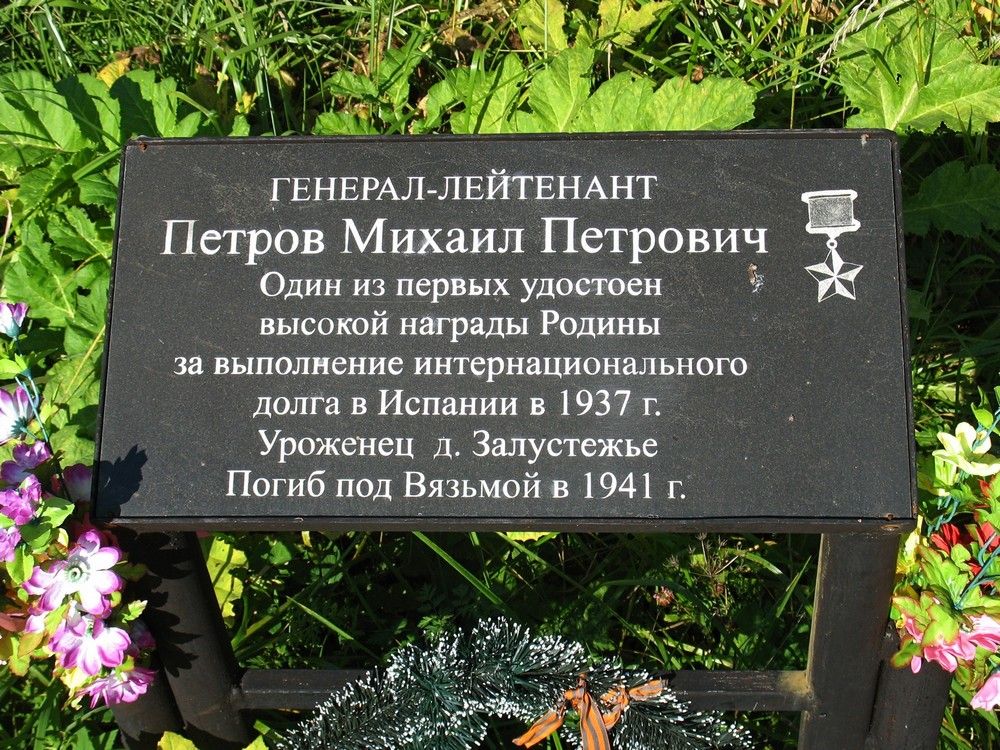 ГЕНЕРАЛ-ЛЕЙТЕНАНТ
Петров Михаил Петрович
Один из первых удостоен
высокой награды Родины
за выполнение интернационального
долга в Испании в 1937 г.
Уроженец д. Залустежье
Погиб под Вязьмой в 1941 г.